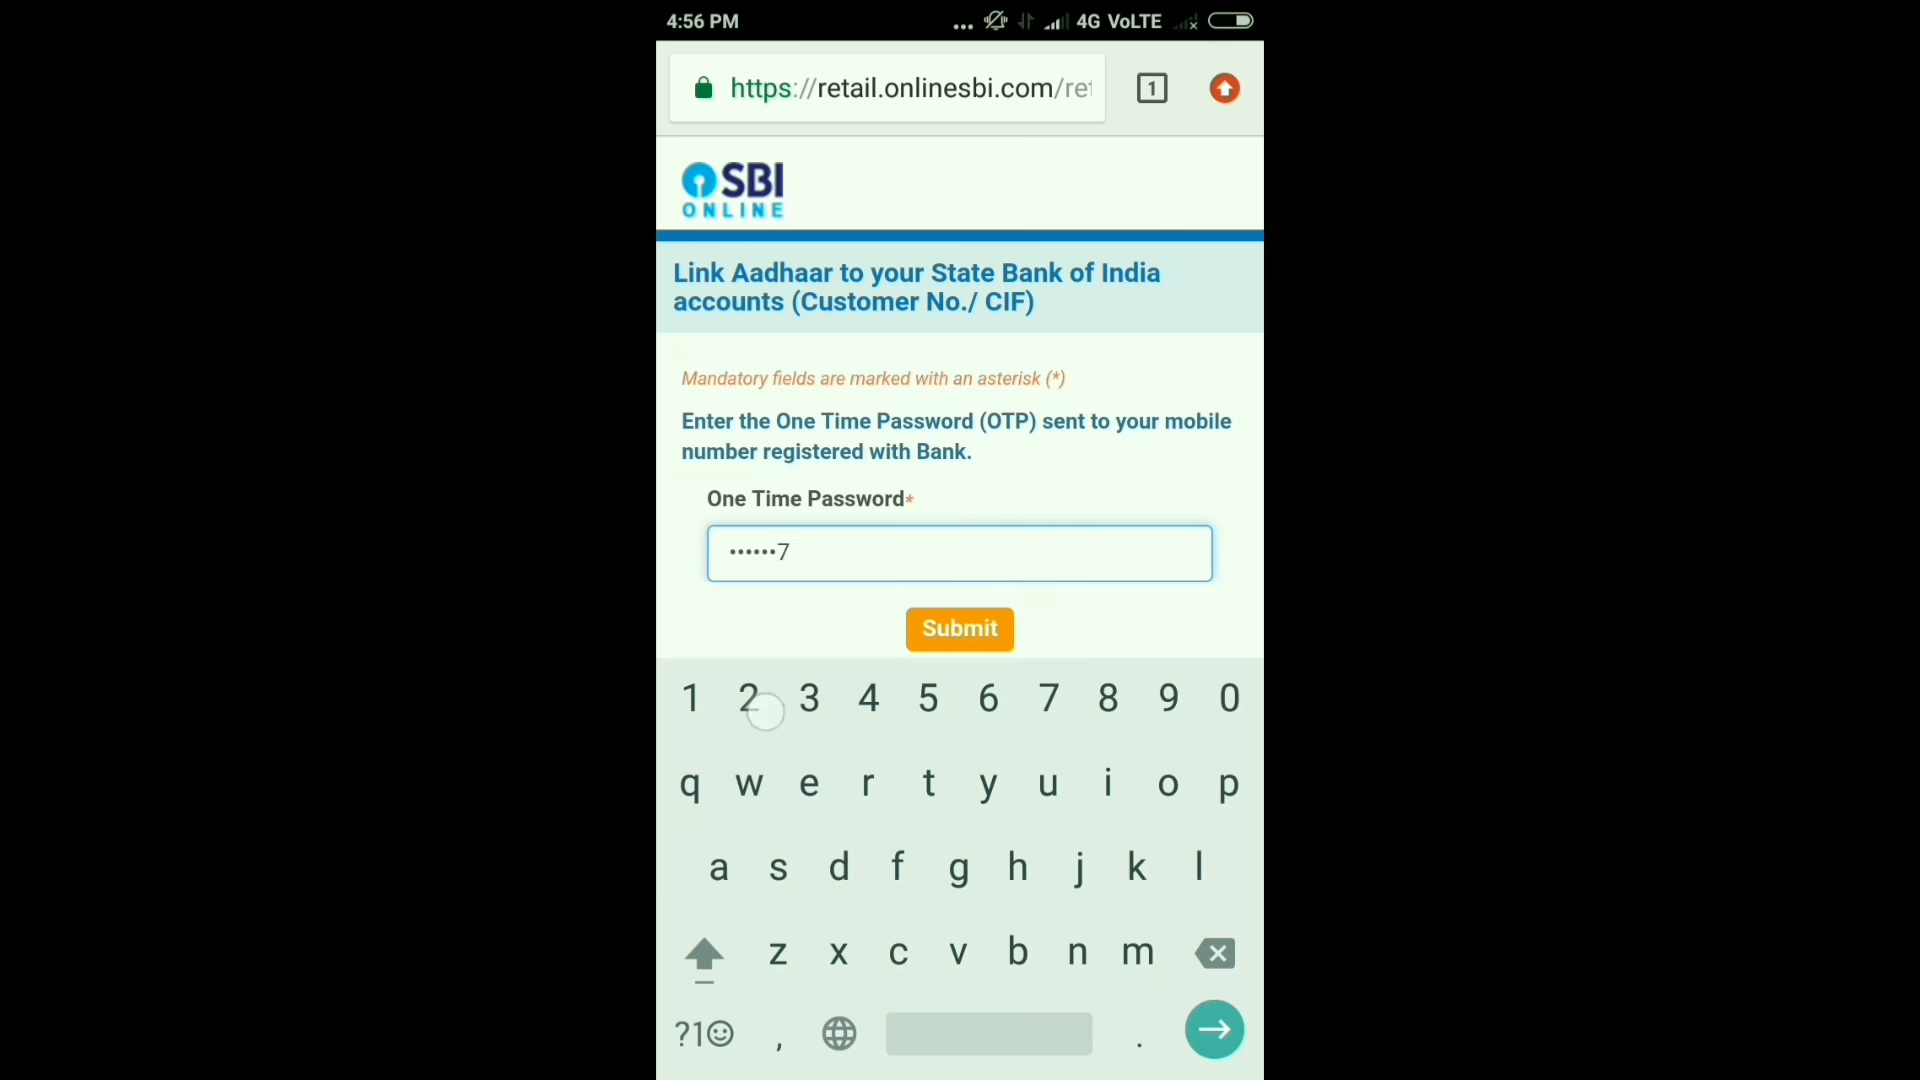 4:56 PM ... 4G VoLTE
https://retail.onlinesbi.com/ret
1
SBI
ONLINE
Link Aadhaar to your State Bank of India
accounts (Customer No./ CIF)
Mandatory fields are marked with an asterisk (*)
Enter the One Time Password (OTP) sent to your mobile
number registered with Bank.
One Time Password*
••••••7
Submit
1 2 3 4 5 6 7 8 9 0
q w e r t y u i o p
a s d f g h j k l
z x c v b n m
?1☺ , .